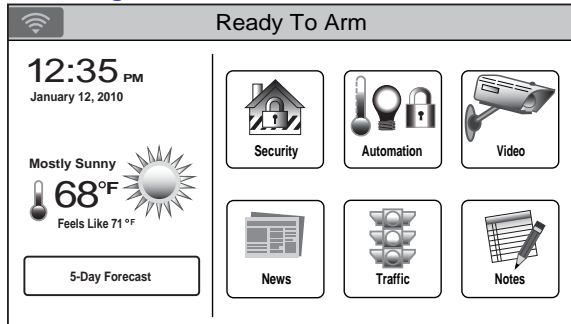 Ready To Arm
12:35 PM
January 12, 2010
Mostly Sunny
68°F
Feels Like 71 °F
5-Day Forecast
Security
Automation
Video
News
Traffic
Notes